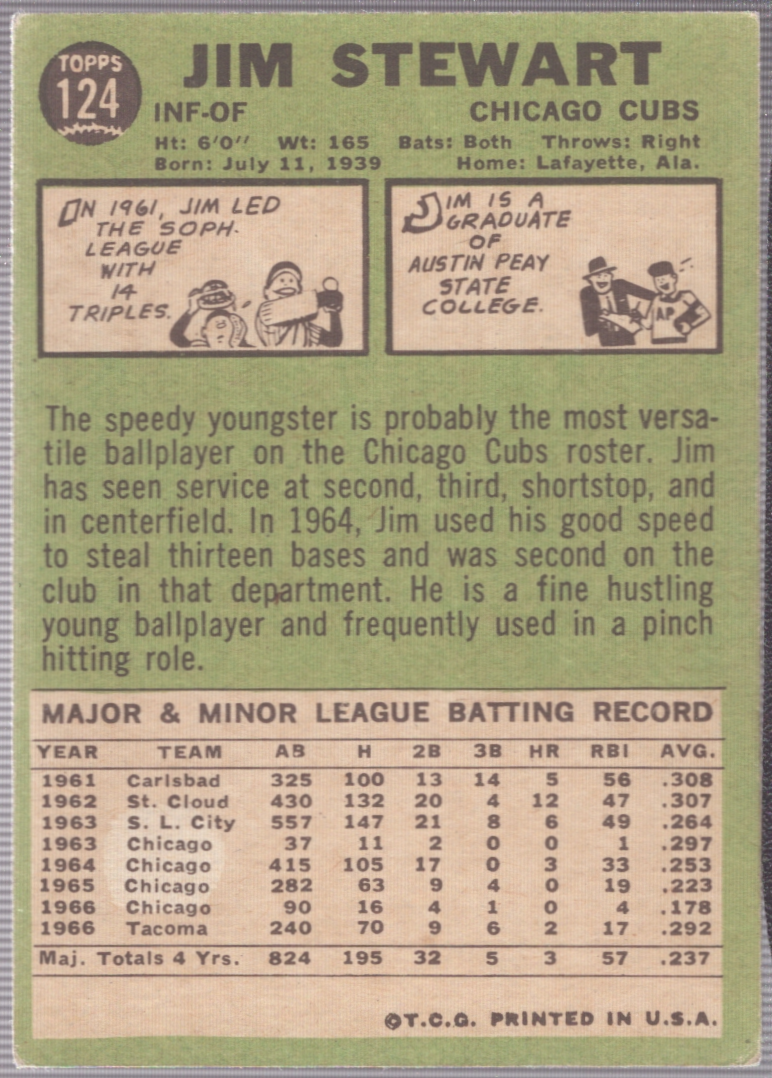 TOPPS
124
JIM STEWART
INF-OF CHICAGO CUBS
Ht: 6'0" Wt: 165 Bats: Both Throws: Right
Born: July 11, 1939 Home: Lafayette, Ala.
ON 1961, JIM LED
THE SOPH.
LEAGUE
WITH
14
TRIPLES.
JIM IS A
GRADUATE
OF
AUSTIN PEAY
STATE
COLLEGE.
AP
The speedy youngster is probably the most versa-
tile ballplayer on the Chicago Cubs roster. Jim
has seen service at second, third, shortstop, and
in centerfield. In 1964, Jim used his good speed
to steal thirteen bases and was second on the
club in that department. He is a fine hustling
young ballplayer and frequently used in a pinch
hitting role.
MAJOR & MINOR LEAGUE BATTING RECORD
YEAR TEAM AB H 2B 3B HR RBI AVG.
1961 Carlsbad 325 100 13 14 5 56 .308
1962 St. Cloud 430 132 20 4 12 47 .307
1963 S. L. City 557 147 21 8 6 49 .264
1963 Chicago 37 11 2 0 0 1 .297
1964 Chicago 415 105 17 0 3 33 .253
1965 Chicago 282 63 9 4 0 19 .223
1966 Chicago 90 16 4 1 0 4 .178
1966 Tacoma 240 70 9 6 2 17 .292
Maj. Totals 4 Yrs. 824 195 32 5 3 57 .237
©T.C.G. PRINTED IN U.S.A.